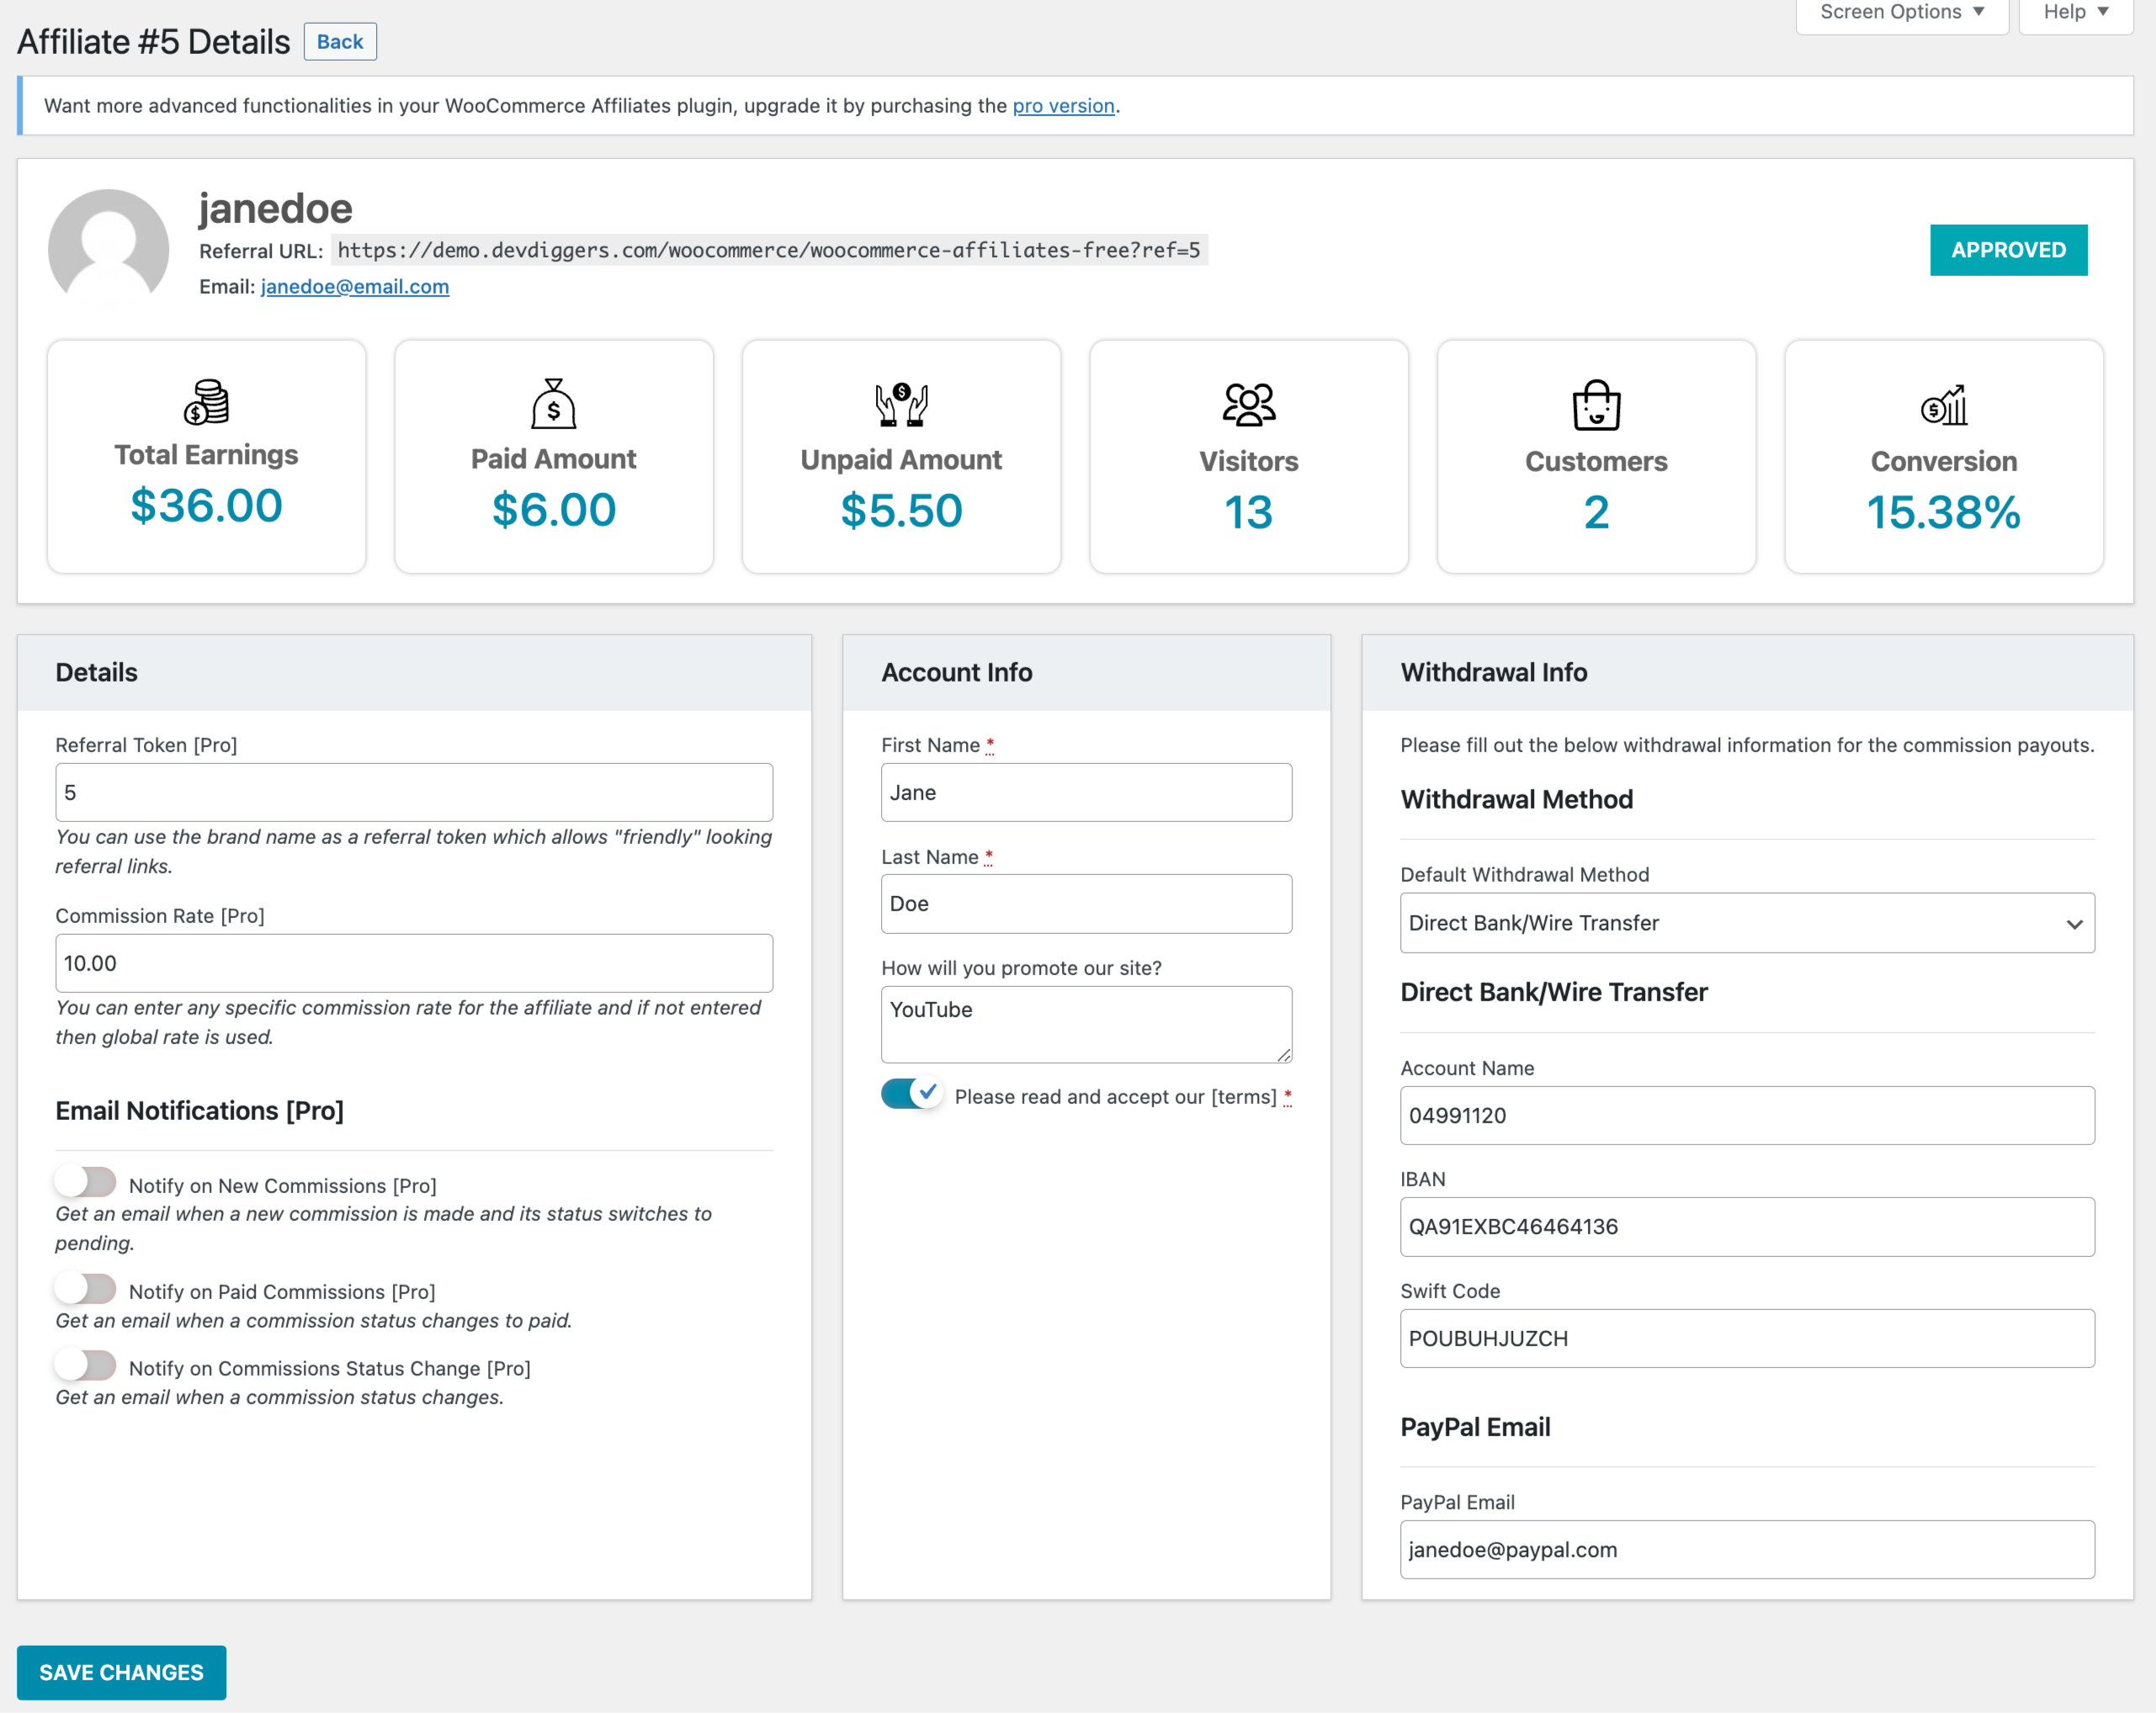 Screen Options ▼
Help ▼
Affiliate #5 Details
Back
Want more advanced functionalities in your WooCommerce Affiliates plugin, upgrade it by purchasing the pro version.
janedoe
Referral URL: https://demo.devdiggers.com/woocommerce/woocommerce-affiliates-free?ref=5
Email: janedoe@email.com
APPROVED
Total Earnings
$36.00
Paid Amount
$6.00
Unpaid Amount
$5.50
Visitors
13
Customers
2
Conversion
15.38%
Details
Referral Token [Pro]
5
You can use the brand name as a referral token which allows "friendly" looking
referral links.
Commission Rate [Pro]
10.00
You can enter any specific commission rate for the affiliate and if not entered
then global rate is used.
Email Notifications [Pro]
Notify on New Commissions [Pro]
Get an email when a new commission is made and its status switches to
pending.
Notify on Paid Commissions [Pro]
Get an email when a commission status changes to paid.
Notify on Commissions Status Change [Pro]
Get an email when a commission status changes.
Account Info
First Name *
Jane
Last Name *
Doe
How will you promote our site?
YouTube
Please read and accept our [terms] *
Withdrawal Info
Please fill out the below withdrawal information for the commission payouts.
Withdrawal Method
Default Withdrawal Method
Direct Bank/Wire Transfer
Direct Bank/Wire Transfer
Account Name
04991120
IBAN
QA91EXBC46464136
Swift Code
POUBUHJUZCH
PayPal Email
PayPal Email
janedoe@paypal.com
SAVE CHANGES